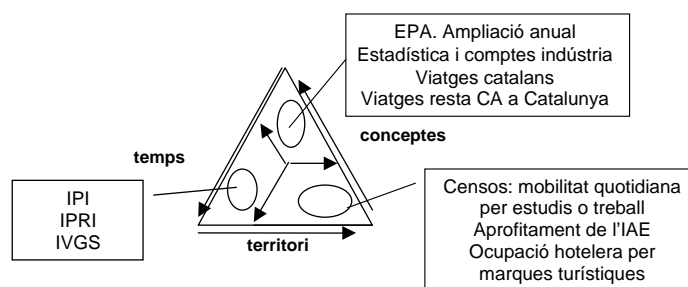 EPA. Ampliació anual
Estadística i comptes indústria
Viatges catalans
Viatges resta CA a Catalunya
conceptes
temps
IPI
IPRI
IVGS
Censos: mobilitat quotidiana
per estudis o treball
Aprofitament de l'IAE
Ocupació hotelera per
marques turístiques
territori